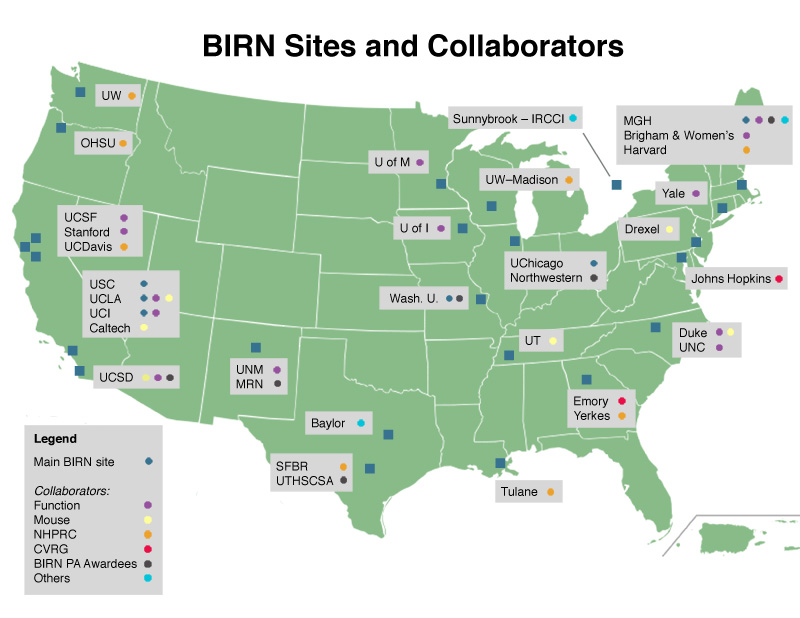 BIRN Sites and Collaborators
UW
OHSU
Sunnybrook – IRCCI
MGH
Brigham & Women's
Harvard
U of M
UW–Madison
Yale
UCSF
Stanford
UCDavis
U of I
Drexel
UChicago
Northwestern
Johns Hopkins
USC
UCLA
UCI
Caltech
Wash. U.
UT
Duke
UNC
UCSD
UNM
MRN
Emory
Yerkes
Baylor
SFBR
UTHSCSA
Tulane
Legend
Main BIRN site
Collaborators:
Function
Mouse
NHPRC
CVRG
BIRN PA Awardees
Others